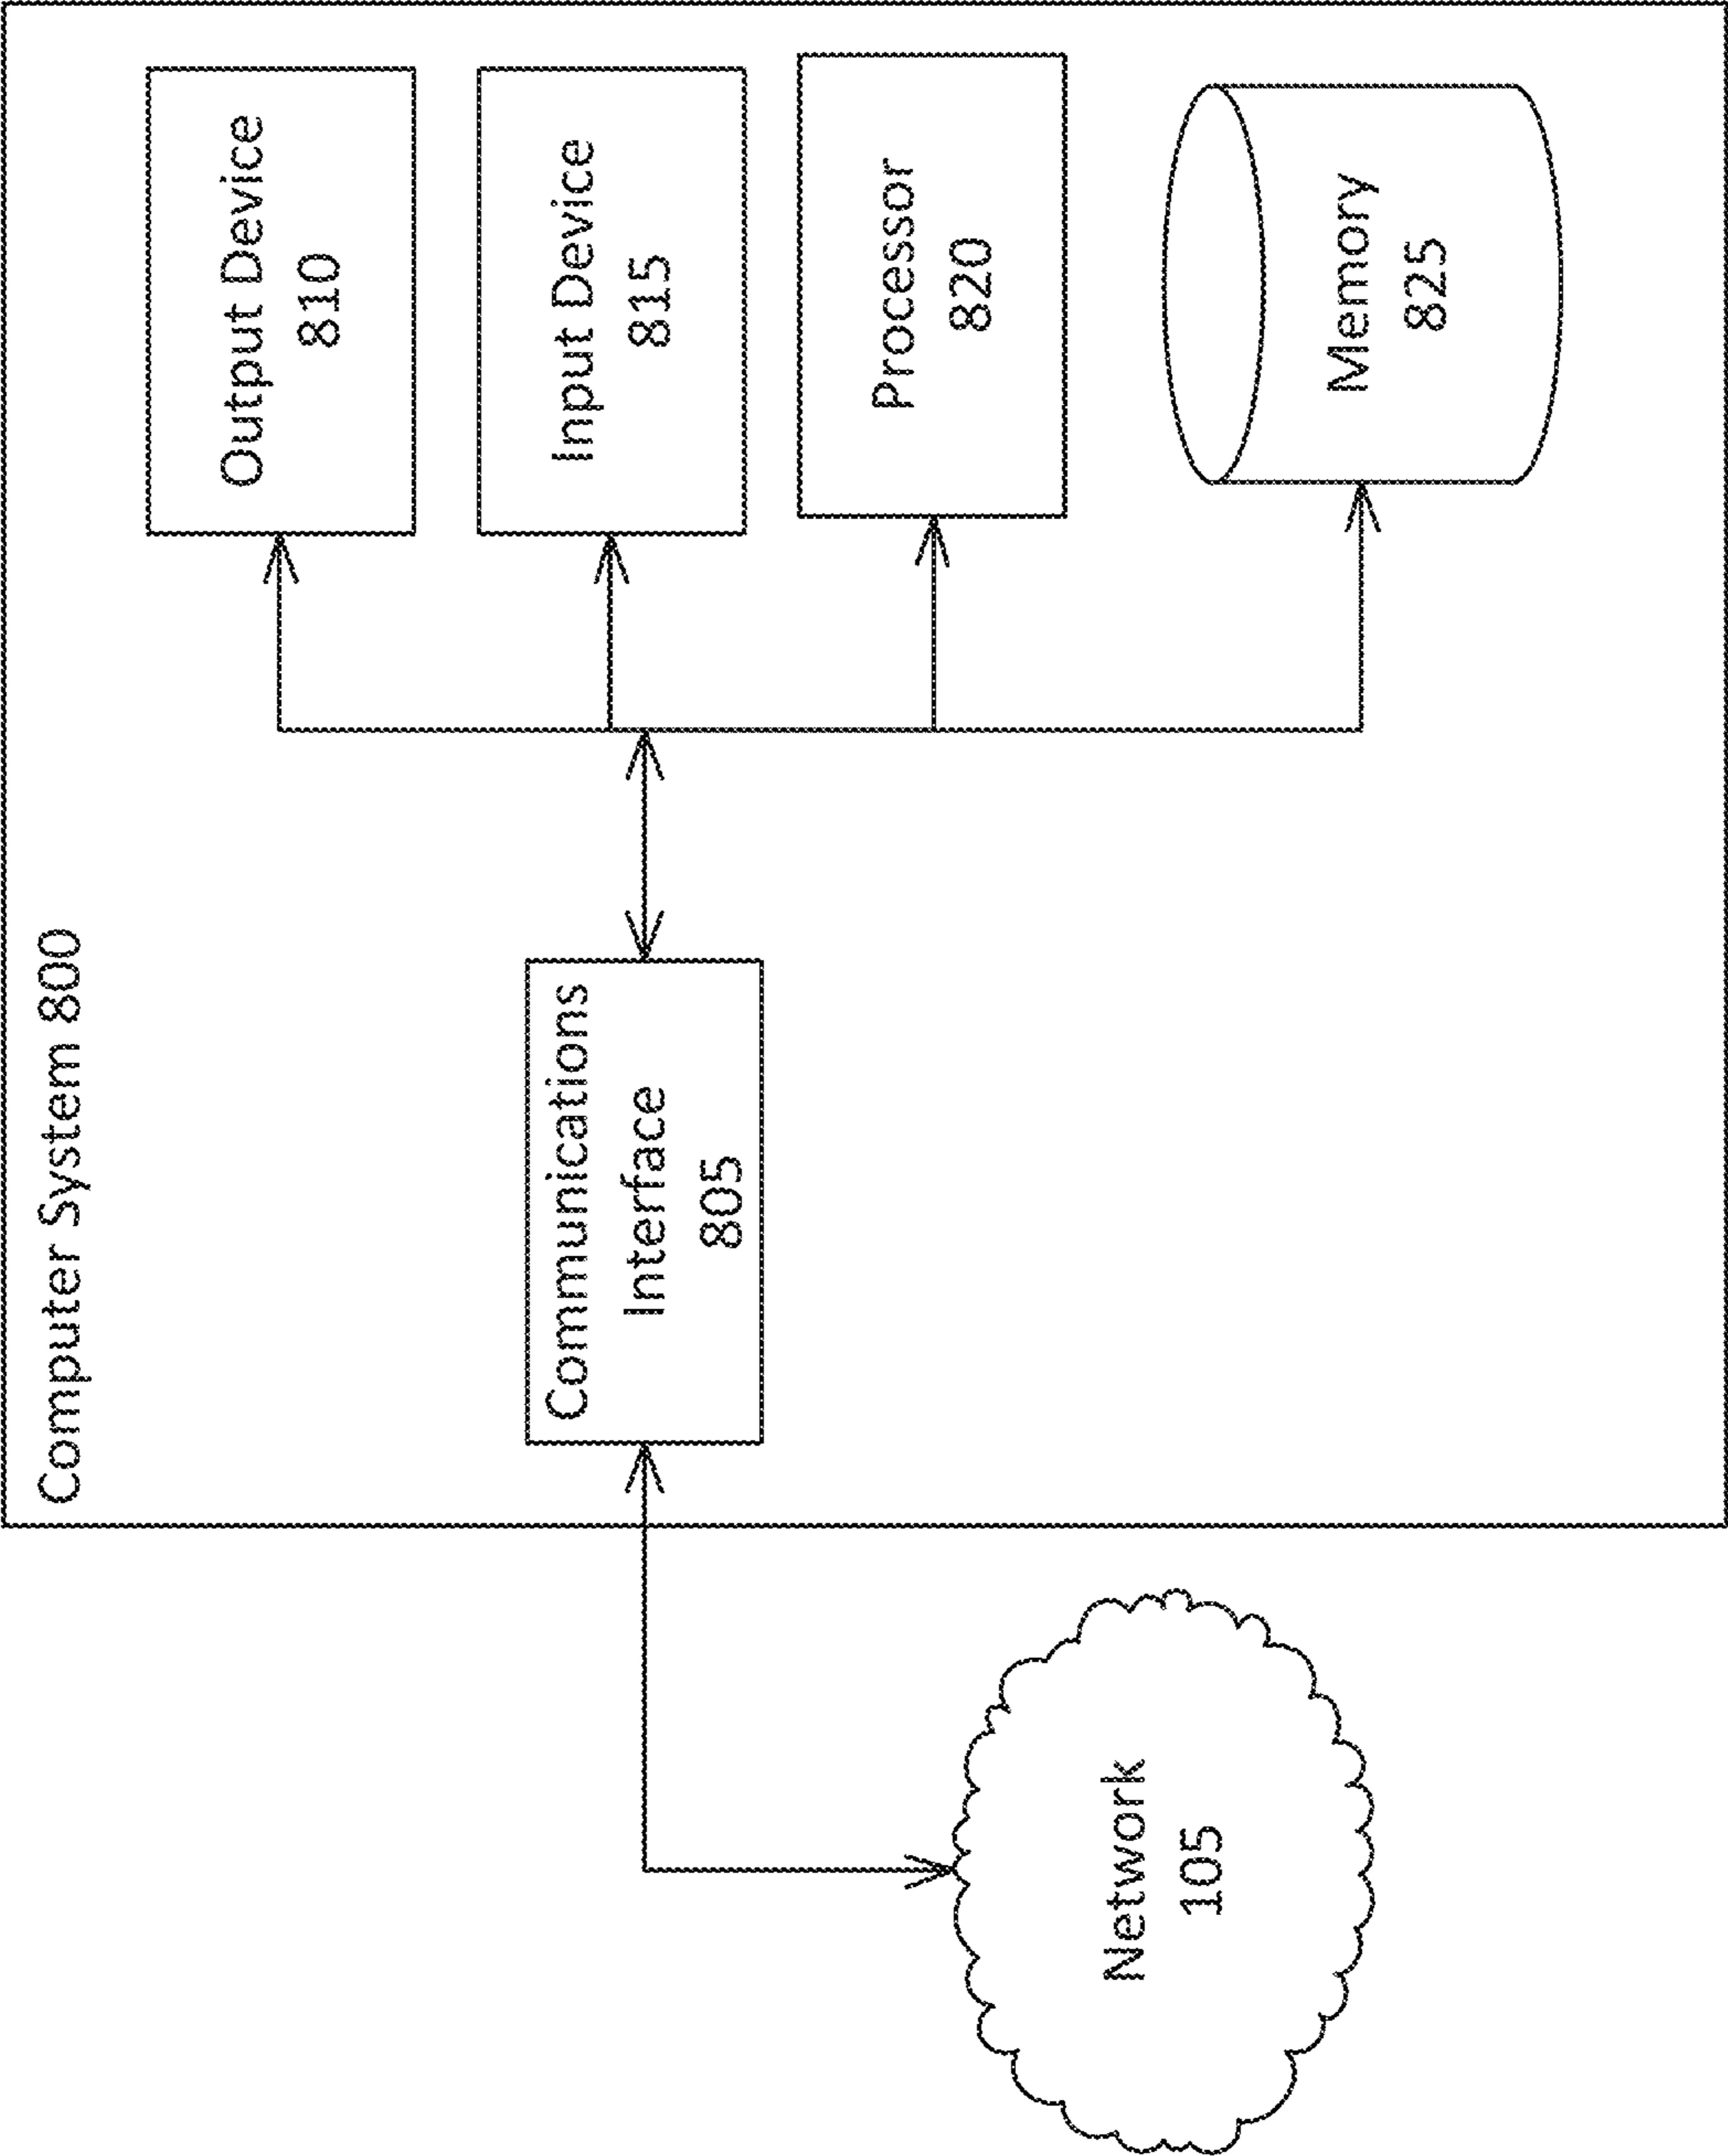 Computer System 800
Output Device
810
Input Device
815
Processor
820
Memory
825
Communications
Interface
805
Network
105